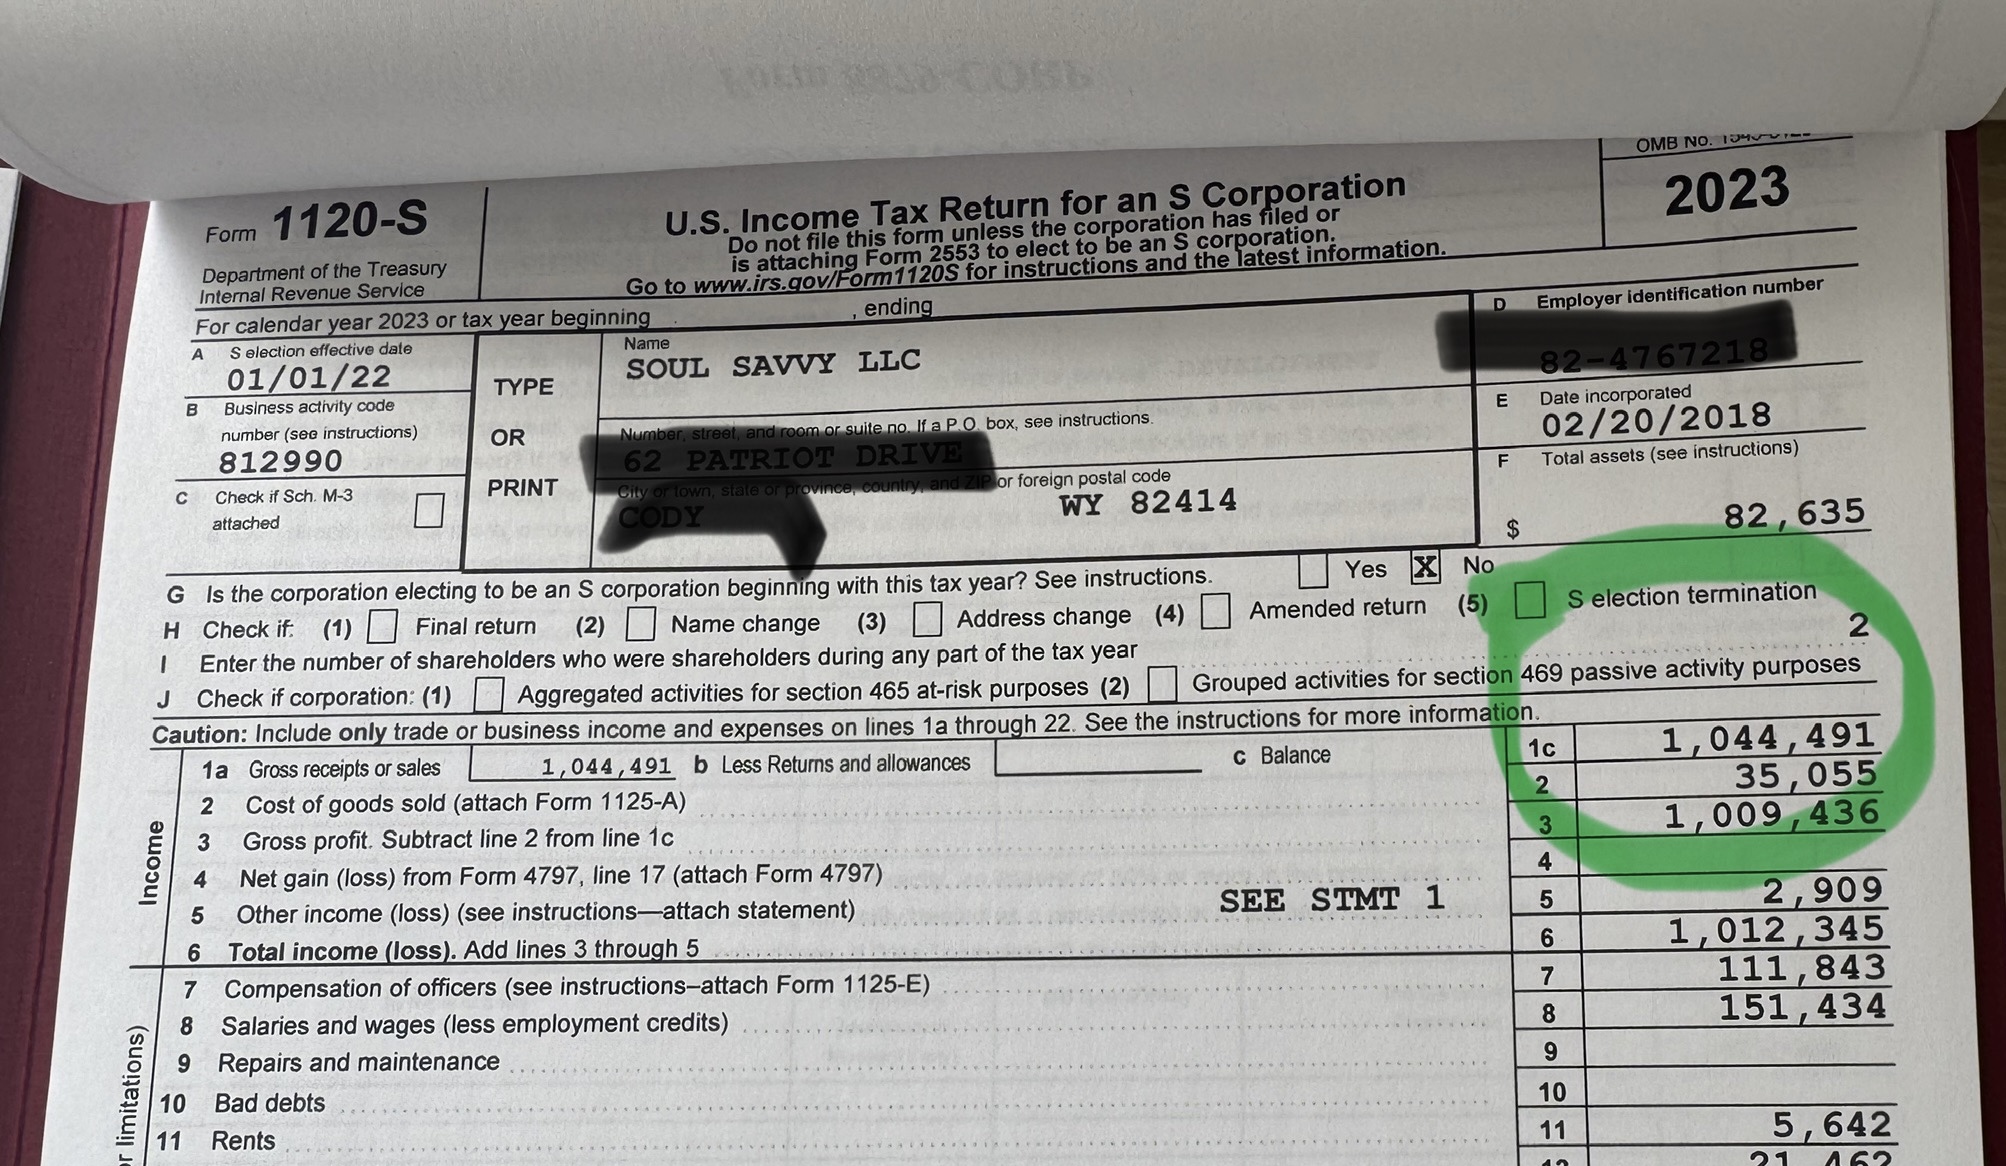 OMB No.
Form 1120-S
U.S. Income Tax Return for an S Corporation
2023
Do not file this form unless the corporation has filed or
is attaching Form 2553 to elect to be an S corporation.
Department of the Treasury
Internal Revenue Service
Go to www.irs.gov/Form1120S for instructions and the latest information.
For calendar year 2023 or tax year beginning , ending
A S election effective date
01/01/22
B Business activity code
number (see instructions)
812990
C Check if Sch. M-3
attached
TYPE
OR
PRINT
Name
SOUL SAVVY LLC
Number, street, and room or suite no. If a P.O. box, see instructions.
City or town, state or province, country, and ZIP or foreign postal code
WY 82414
D Employer identification number
E Date incorporated
02/20/2018
F Total assets (see instructions)
$ 82,635
G Is the corporation electing to be an S corporation beginning with this tax year? See instructions. Yes X No
H Check if: (1) Final return (2) Name change (3) Address change (4) Amended return (5) S election termination
I Enter the number of shareholders who were shareholders during any part of the tax year 2
J Check if corporation: (1) Aggregated activities for section 465 at-risk purposes (2) Grouped activities for section 469 passive activity purposes
Caution: Include only trade or business income and expenses on lines 1a through 22. See the instructions for more information.
Income
1a Gross receipts or sales 1,044,491 b Less Returns and allowances c Balance 1c 1,044,491
2 Cost of goods sold (attach Form 1125-A) 2 35,055
3 Gross profit. Subtract line 2 from line 1c 3 1,009,436
4 Net gain (loss) from Form 4797, line 17 (attach Form 4797) 4
5 Other income (loss) (see instructions—attach statement) SEE STMT 1 5 2,909
6 Total income (loss). Add lines 3 through 5 6 1,012,345
7 Compensation of officers (see instructions–attach Form 1125-E) 7 111,843
8 Salaries and wages (less employment credits) 8 151,434
9 Repairs and maintenance 9
10 Bad debts 10
11 Rents 11 5,642
limitations)